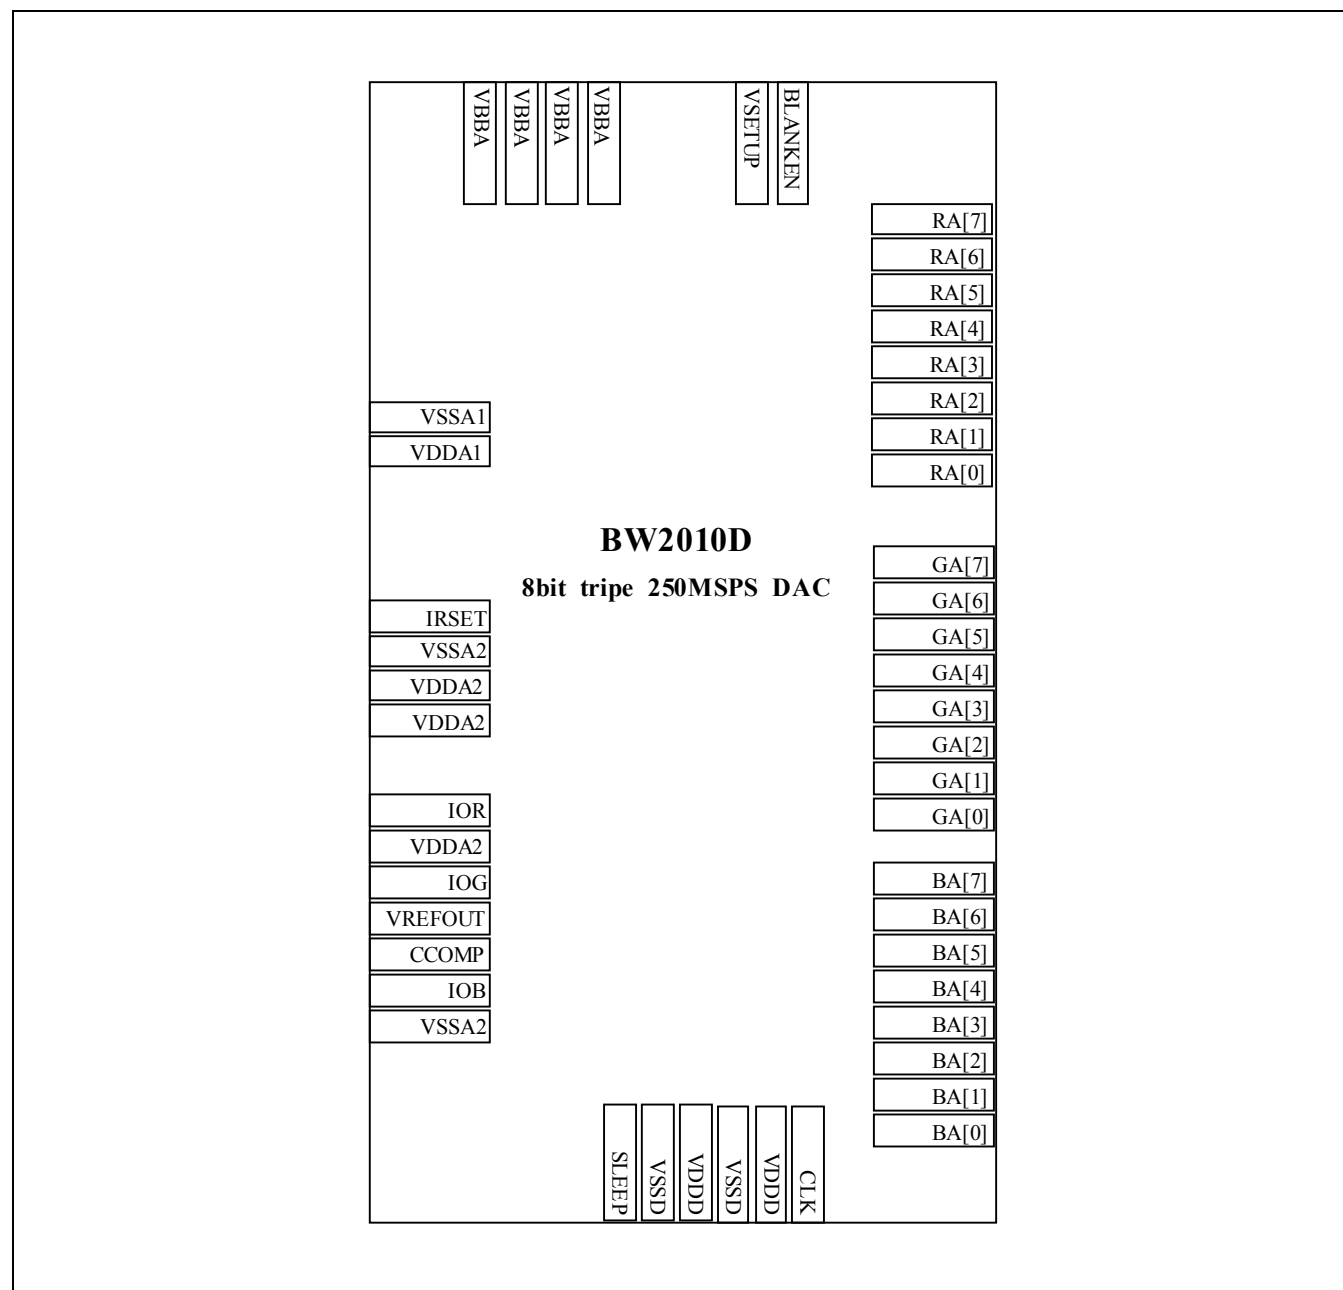 VBBA
VBBA
VBBA
VBBA
VSETUP
BLANKEN
RA[7]
RA[6]
RA[5]
RA[4]
RA[3]
RA[2]
RA[1]
RA[0]
VSSA1
VDDA1
BW2010D
8bit tripe 250MSPS DAC
IRSET
VSSA2
VDDA2
VDDA2
IOR
VDDA2
IOG
VREFOUT
CCOMP
IOB
VSSA2
GA[7]
GA[6]
GA[5]
GA[4]
GA[3]
GA[2]
GA[1]
GA[0]
BA[7]
BA[6]
BA[5]
BA[4]
BA[3]
BA[2]
BA[1]
BA[0]
SLEEP
VSSD
VDDD
VSSD
VDDD
CLK